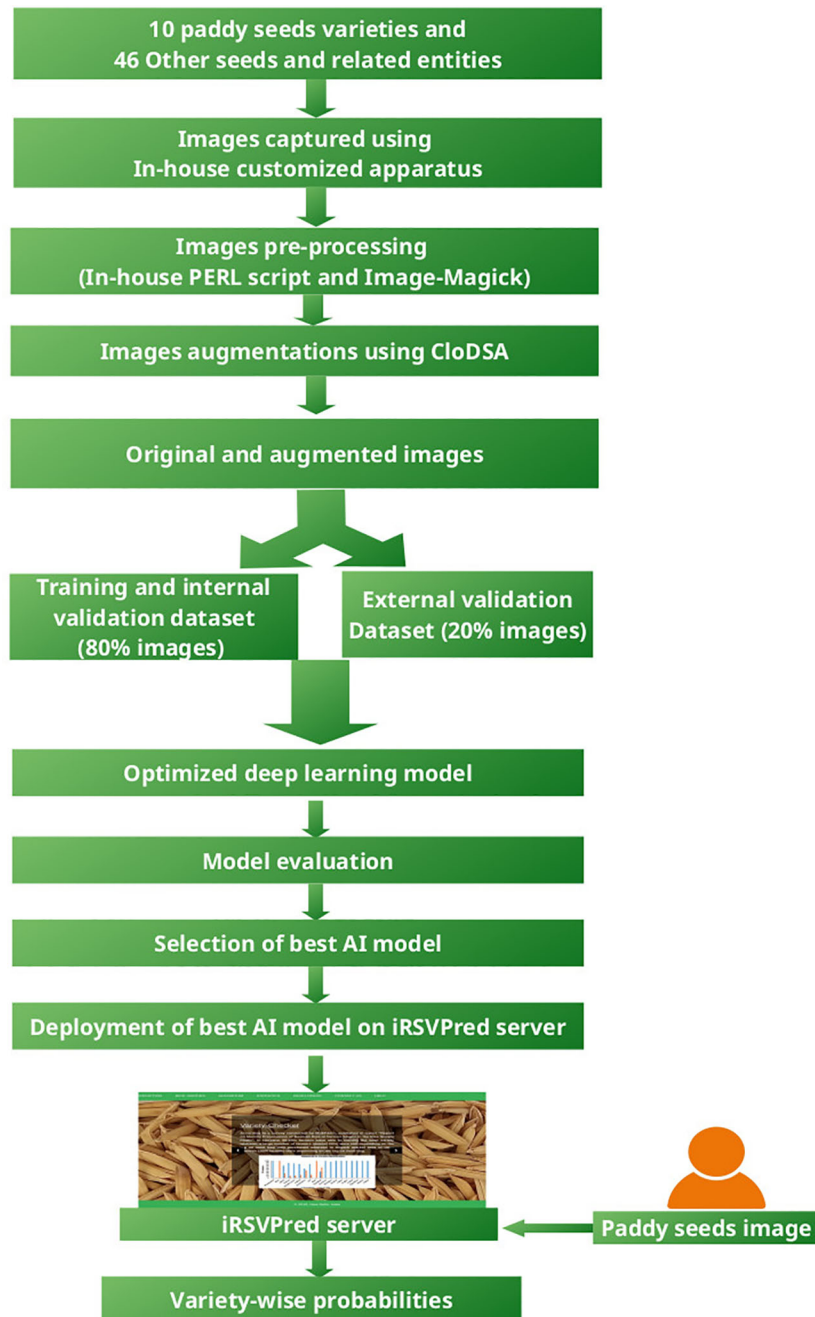 10 paddy seeds varieties and
46 Other seeds and related entities
Images captured using
In-house customized apparatus
Images pre-processing
(In-house PERL script and Image-Magick)
Images augmentations using CloDSA
Original and augmented images
Training and internal
validation dataset
(80% images)
External validation
Dataset (20% images)
Optimized deep learning model
Model evaluation
Selection of best AI model
Deployment of best AI model on iRSVPred server
iRSVPred server
Paddy seeds image
Variety-wise probabilities